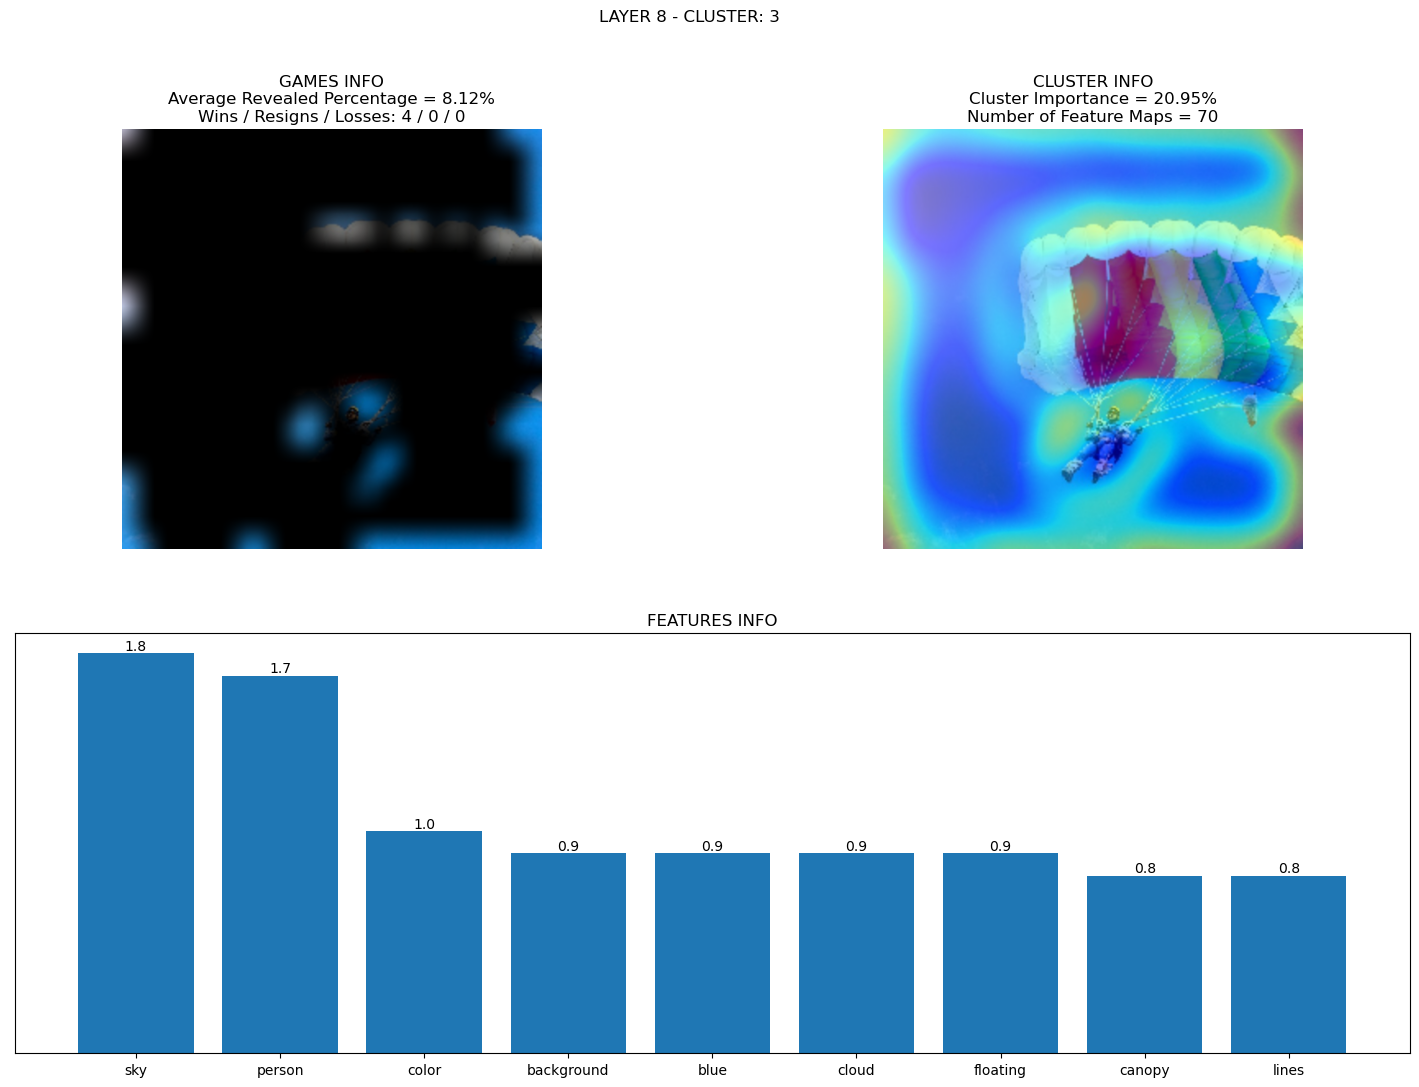 LAYER 8 - CLUSTER: 3
GAMES INFO
Average Revealed Percentage = 8.12%
Wins / Resigns / Losses: 4 / 0 / 0
CLUSTER INFO
Cluster Importance = 20.95%
Number of Feature Maps = 70
FEATURES INFO
1.8
1.7
1.0
0.9
0.9
0.9
0.9
0.8
0.8
sky
person
color
background
blue
cloud
floating
canopy
lines